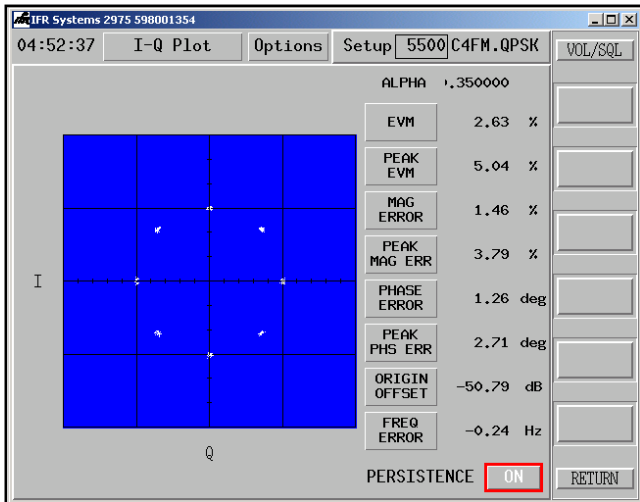 IFR Systems 2975 598001354
04:52:37 I-Q Plot Options Setup 5500 C4FM.QPSK VOL/SQL
ALPHA .350000
EVM 2.63 %
PEAK EVM 5.04 %
MAG ERROR 1.46 %
PEAK MAG ERR 3.79 %
PHASE ERROR 1.26 deg
PEAK PHS ERR 2.71 deg
ORIGIN OFFSET -50.79 dB
FREQ ERROR -0.24 Hz
I
Q
PERSISTENCE ON RETURN